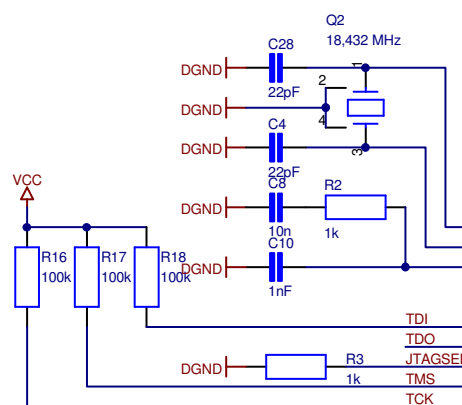 Q2
18,432 MHz
C28
DGND
22pF
1
2
DGND
4
C4
DGND
22pF
3
C8
R2
DGND
10n
1k
C10
DGND
1nF
VCC
R16
100k
R17
100k
R18
100k
TDI
TDO
DGND
R3
JTAGSEL
1k
TMS
TCK